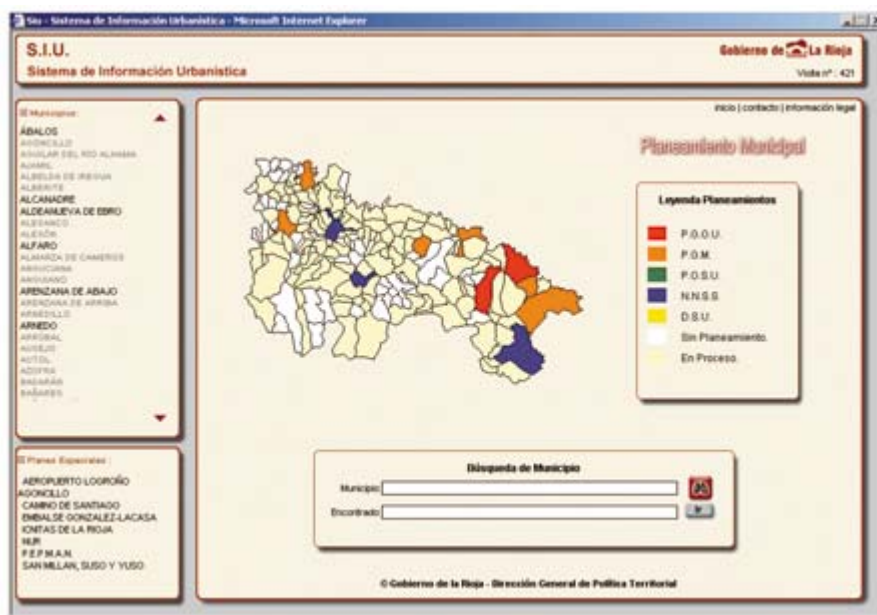 Siu - Sistema de Información Urbanística - Microsoft Internet Explorer
S.I.U.
Sistema de Información Urbanística
Gobierno de La Rioja
Visita nº : 421
Municipios:
ÁBALOS
AGONCILLO
AGUILAR DEL RÍO ALHAMA
AJAMIL
ALBELDA DE IREGUA
ALBERITE
ALCANADRE
ALDEANUEVA DE EBRO
ALESANCO
ALESÓN
ALFARO
ALMARZA DE CAMEROS
ANGUCIANA
ANGUIANO
ARENZANA DE ABAJO
ARENZANA DE ARRIBA
ARNEDILLO
ARNEDO
ARRÚBAL
AUSEJO
AUTOL
AZOFRA
BADARÁN
BAÑARES
Planes Especiales :
AEROPUERTO LOGROÑO
AGONCILLO
CAMINO DE SANTIAGO
EMBALSE GONZALEZ-LACASA
ICNITAS DE LA RIOJA
NUR
P.E.P.M.A.N.
SAN MILLAN, SUSO Y YUSO
inicio | contacto | información legal
Planeamiento Municipal
Leyenda Planeamientos
P.G.O.U.
P.G.M.
P.O.S.U.
N.N.S.S.
D.S.U.
Sin Planeamiento.
En Proceso.
Búsqueda de Municipio
Municipio
Encontrado
Ir
© Gobierno de la Rioja - Dirección General de Política Territorial